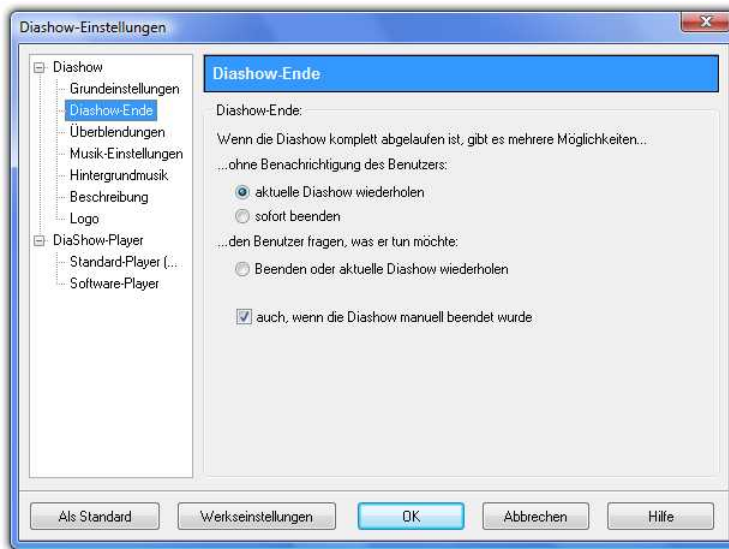 Diashow-Einstellungen
Diashow
Grundeinstellungen
Diashow-Ende
Überblendungen
Musik-Einstellungen
Hintergrundmusik
Beschreibung
Logo
DiaShow-Player
Standard-Player (...
Software-Player
Diashow-Ende
Diashow-Ende:
Wenn die Diashow komplett abgelaufen ist, gibt es mehrere Möglichkeiten...
...ohne Benachrichtigung des Benutzers:
aktuelle Diashow wiederholen
sofort beenden
...den Benutzer fragen, was er tun möchte:
Beenden oder aktuelle Diashow wiederholen
auch, wenn die Diashow manuell beendet wurde
Als Standard
Werkseinstellungen
OK
Abbrechen
Hilfe